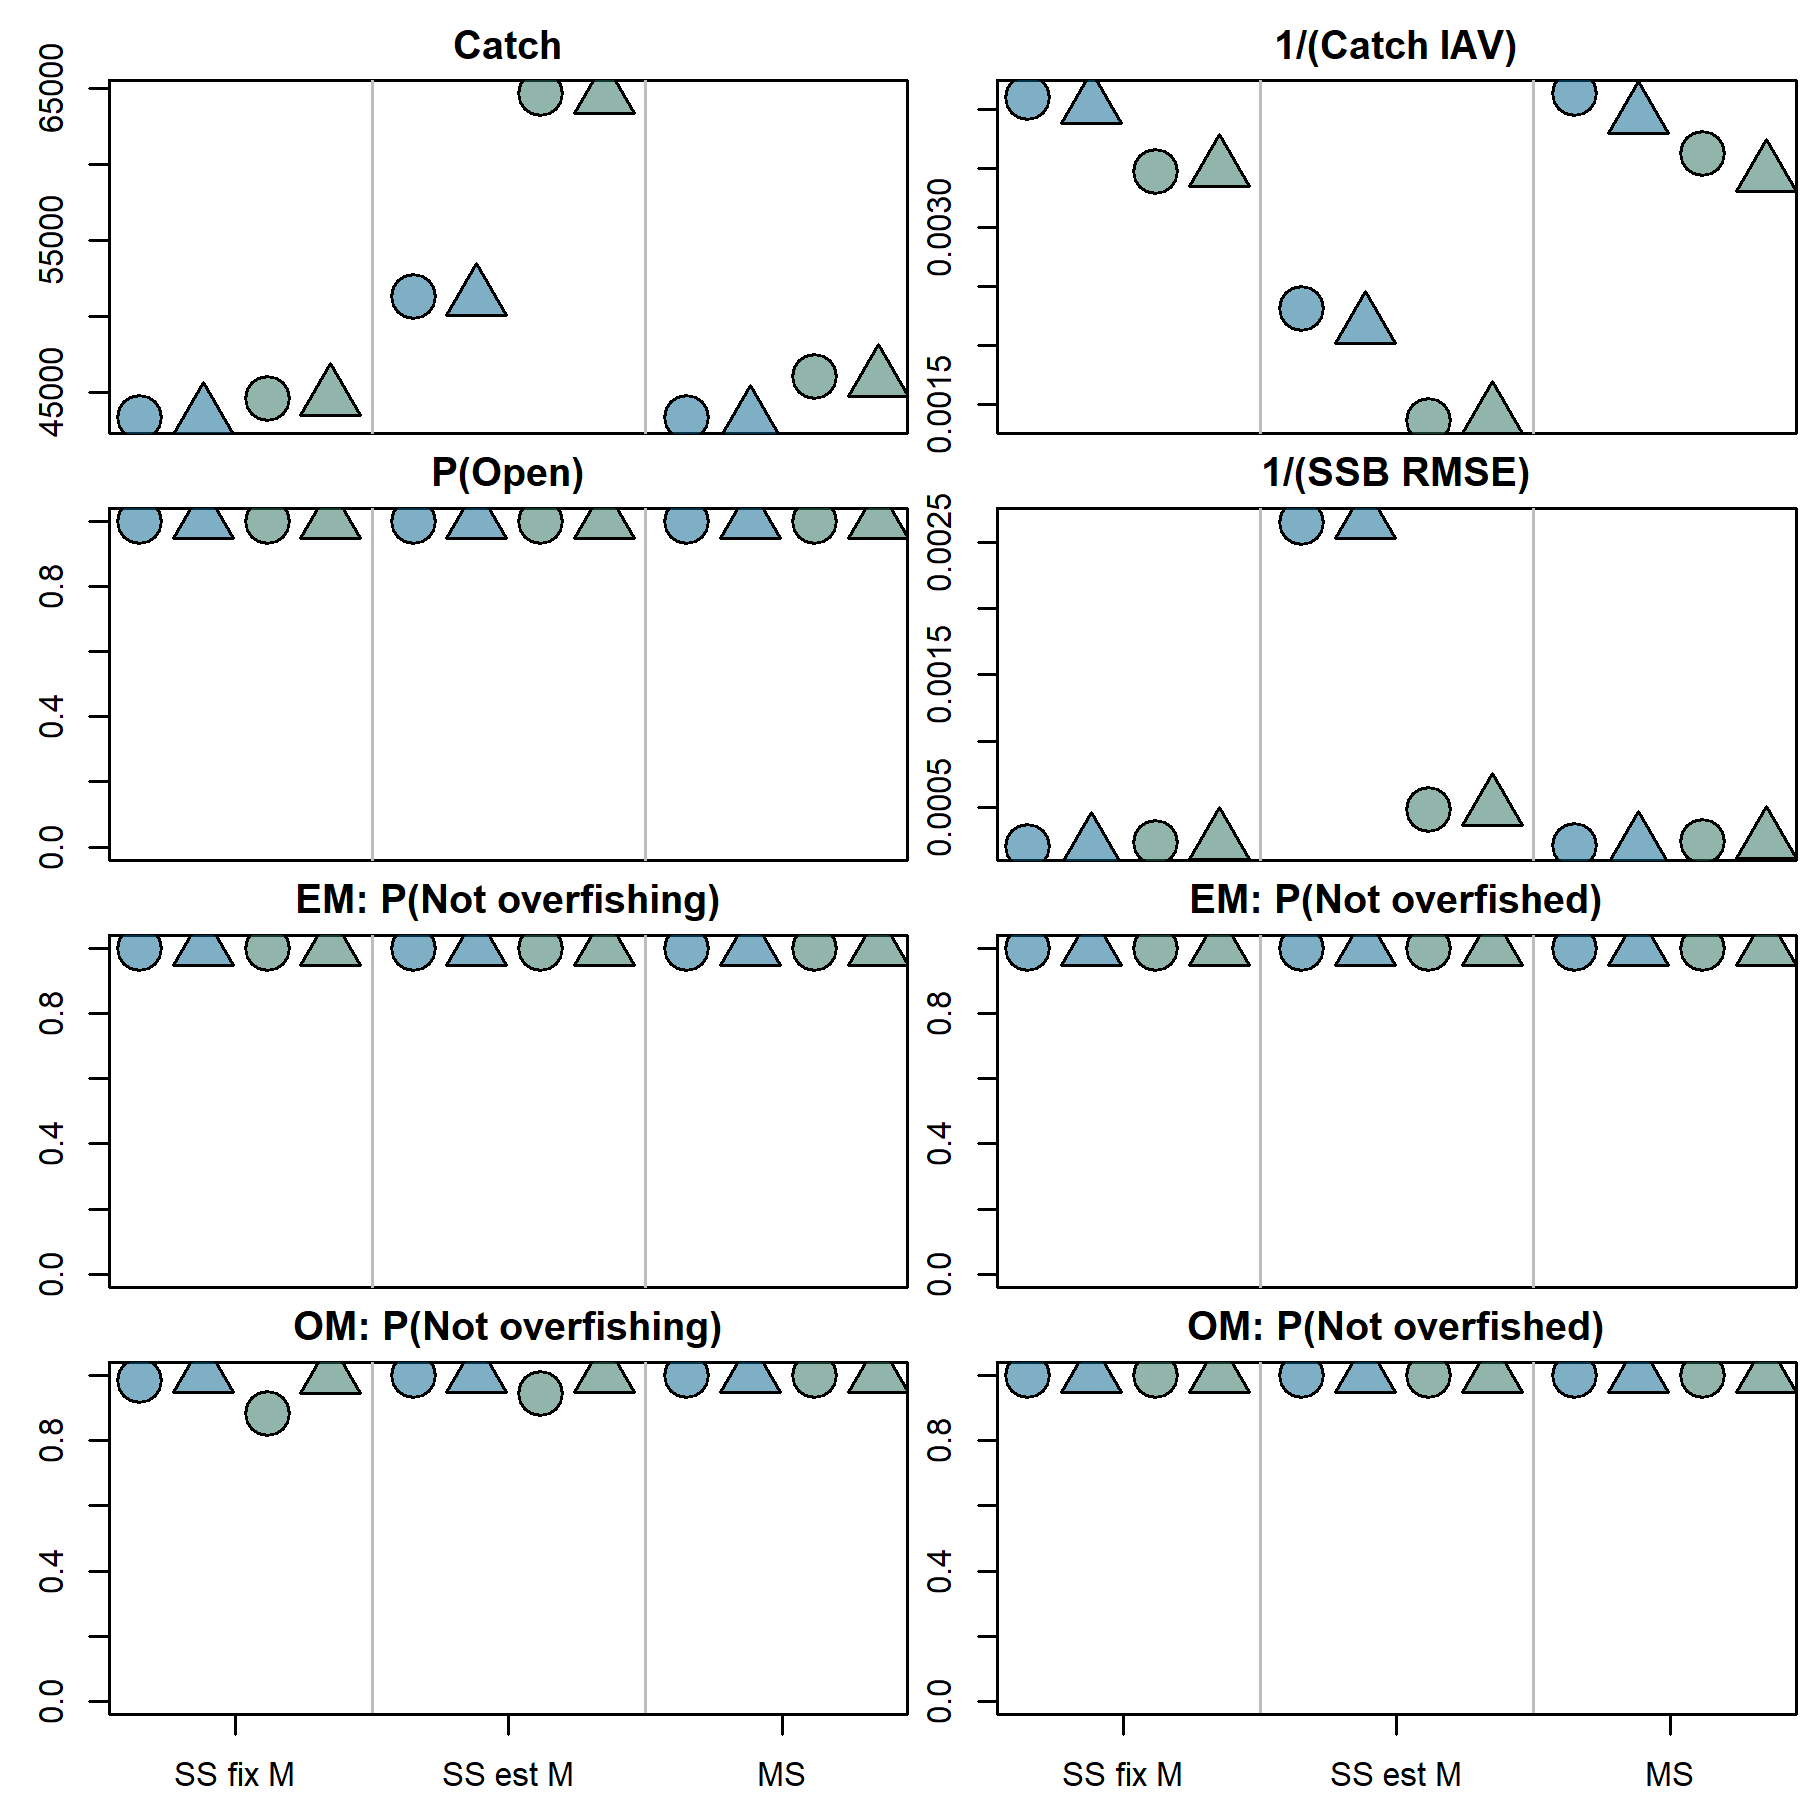 Catch
65000
55000
45000
1/(Catch IAV)
0.0030
0.0015
P(Open)
0.8
0.4
0.0
1/(SSB RMSE)
0.0025
0.0015
0.0005
EM: P(Not overfishing)
0.8
0.4
0.0
EM: P(Not overfished)
0.8
0.4
0.0
OM: P(Not overfishing)
0.8
0.4
0.0
SS fix M
SS est M
MS
OM: P(Not overfished)
0.8
0.4
0.0
SS fix M
SS est M
MS